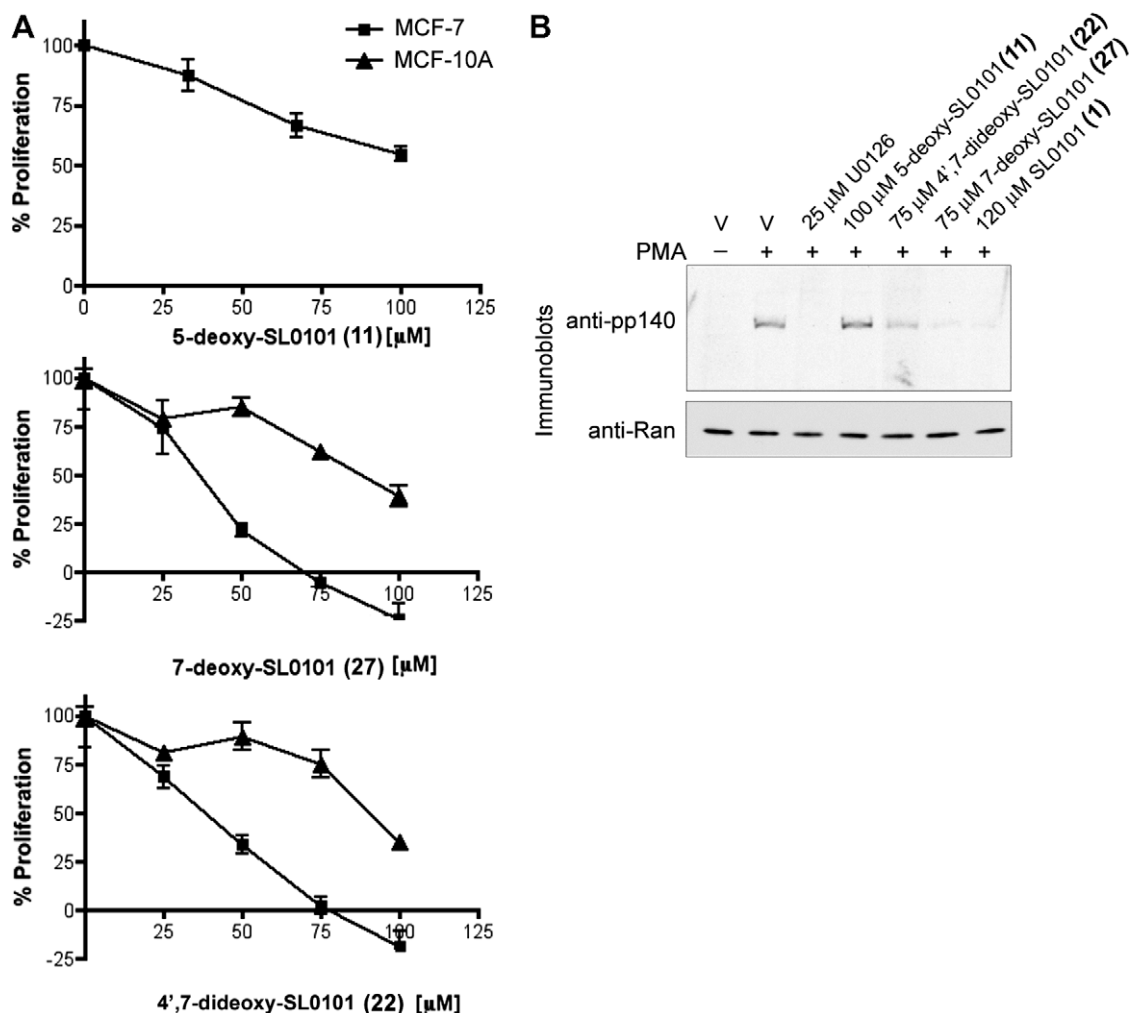 A
MCF-7
MCF-10A
% Proliferation
100
75
50
25
0
0 25 50 75 100 125
5-deoxy-SL0101 (11) [μM]
% Proliferation
100
75
50
25
0
-25
25 50 75 100 125
7-deoxy-SL0101 (27) [μM]
% Proliferation
100
75
50
25
0
-25
25 50 75 100 125
4',7-dideoxy-SL0101 (22) [μM]
B
V
V
25 μM U0126
100 μM 5-deoxy-SL0101 (11)
75 μM 4',7-dideoxy-SL0101 (22)
75 μM 7-deoxy-SL0101 (27)
120 μM SL0101 (1)
PMA – + + + + + +
Immunoblots
anti-pp140
anti-Ran